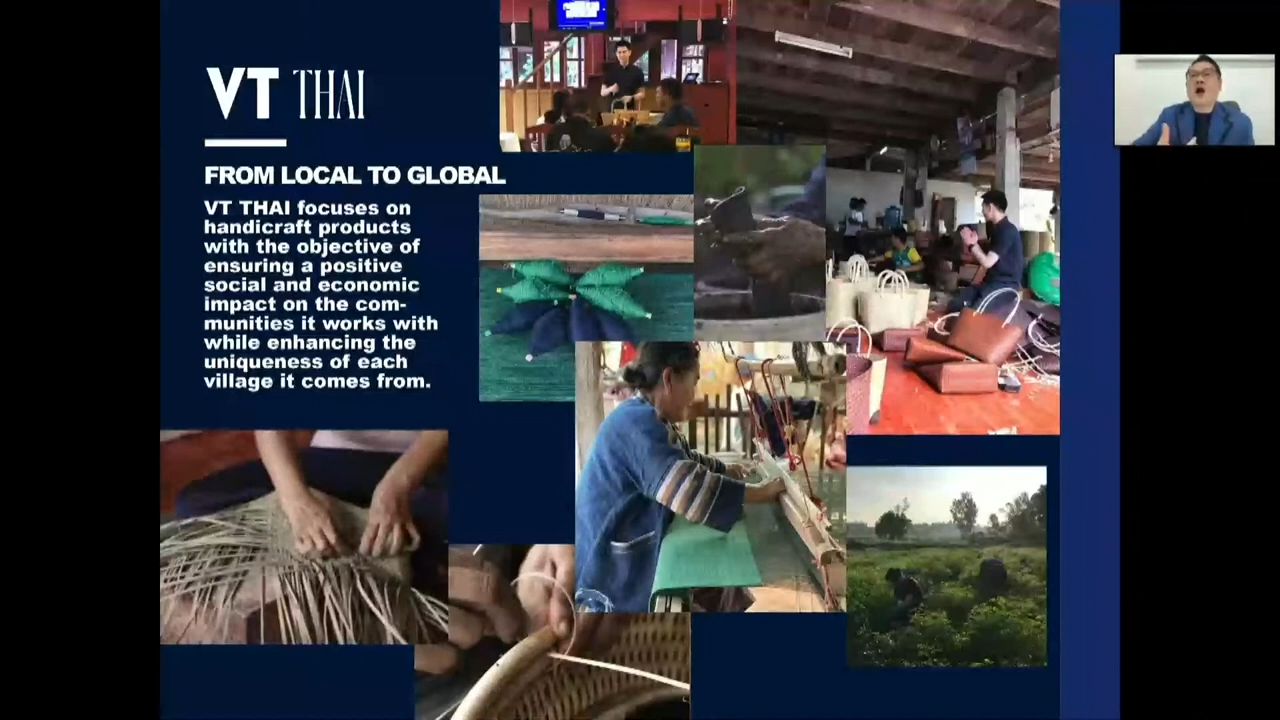 VT THAI
FROM LOCAL TO GLOBAL
VT THAI focuses on
handicraft products
with the objective of
ensuring a positive
social and economic
impact on the com-
munities it works with
while enhancing the
uniqueness of each
village it comes from.